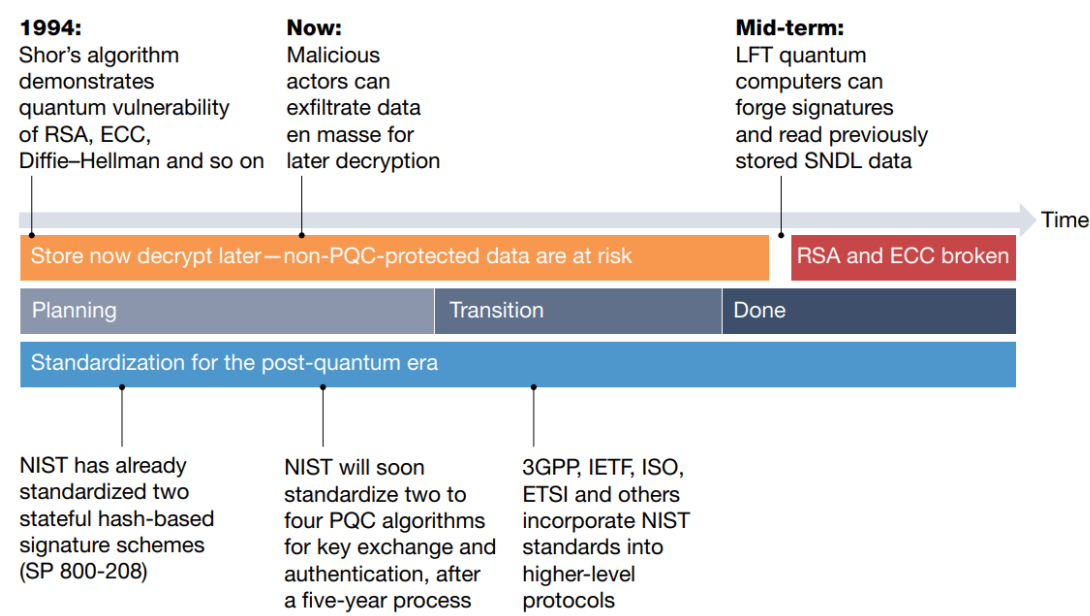 1994:
Shor's algorithm
demonstrates
quantum vulnerability
of RSA, ECC,
Diffie–Hellman and so on
Now:
Malicious
actors can
exfiltrate data
en masse for
later decryption
Mid-term:
LFT quantum
computers can
forge signatures
and read previously
stored SNDL data
Time
Store now decrypt later—non-PQC-protected data are at risk
RSA and ECC broken
Planning
Transition
Done
Standardization for the post-quantum era
NIST has already
standardized two
stateful hash-based
signature schemes
(SP 800-208)
NIST will soon
standardize two to
four PQC algorithms
for key exchange and
authentication, after
a five-year process
3GPP, IETF, ISO,
ETSI and others
incorporate NIST
standards into
higher-level
protocols